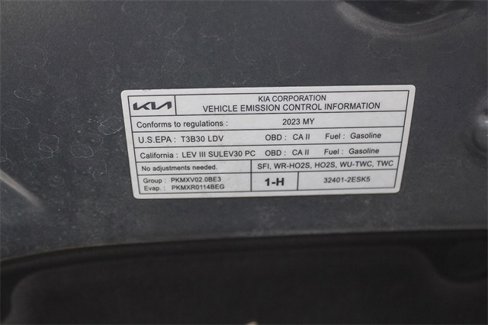 KIA CORPORATION
VEHICLE EMISSION CONTROL INFORMATION
Conforms to regulations : 2023 MY
U.S.EPA : T3B30 LDV OBD : CA II Fuel : Gasoline
California : LEV III SULEV30 PC OBD : CA II Fuel : Gasoline
No adjustments needed. SFI, WR-HO2S, HO2S, WU-TWC, TWC
Group : PKMXV02.0BE3
Evap. : PKMXR0114BEG
1-H 32401-2ESK5